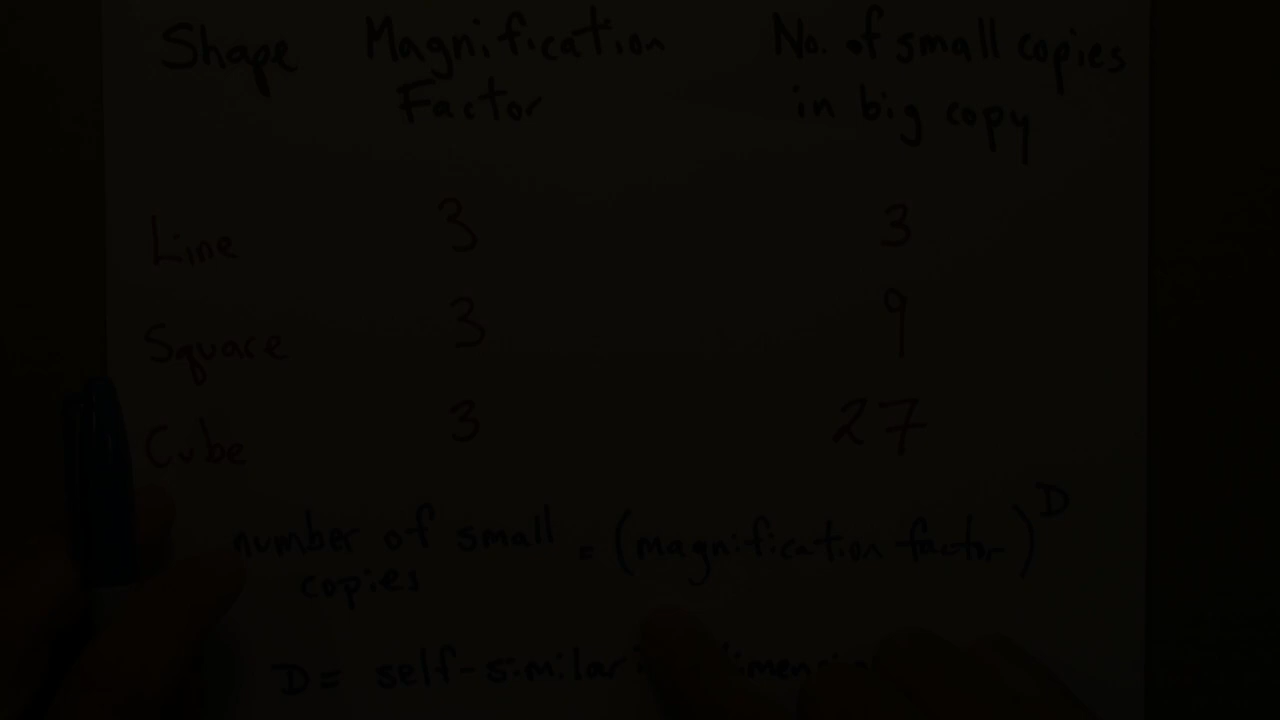 Shape Magnification No. of small copies
Factor in big copy
Line 3 3
Square 3 9
Cube 3 27
number of small = (magnification factor)^D
copies
D = self-similar